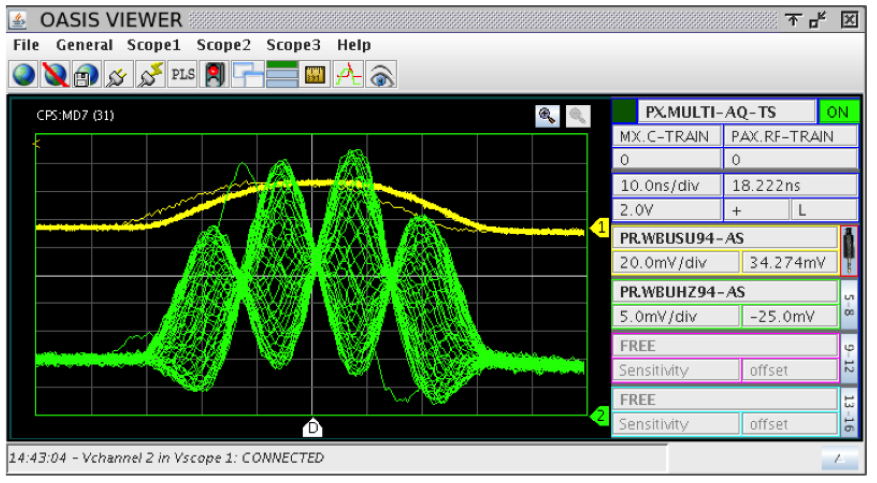 OASIS VIEWER
File General Scope1 Scope2 Scope3 Help
PLS
CPS:MD7 (31)
PX.MULTI-AQ-TS ON
MX.C-TRAIN PAX.RF-TRAIN
0 0
10.0ns/div 18.222ns
2.0V + L
1
PR.WBUSU94-AS
20.0mV/div 34.274mV
PR.WBUHZ94-AS
5.0mV/div -25.0mV
5-8
FREE
Sensitivity offset
9-12
FREE
Sensitivity offset
13-16
2
D
14:43:04 - Vchannel 2 in Vscope 1: CONNECTED